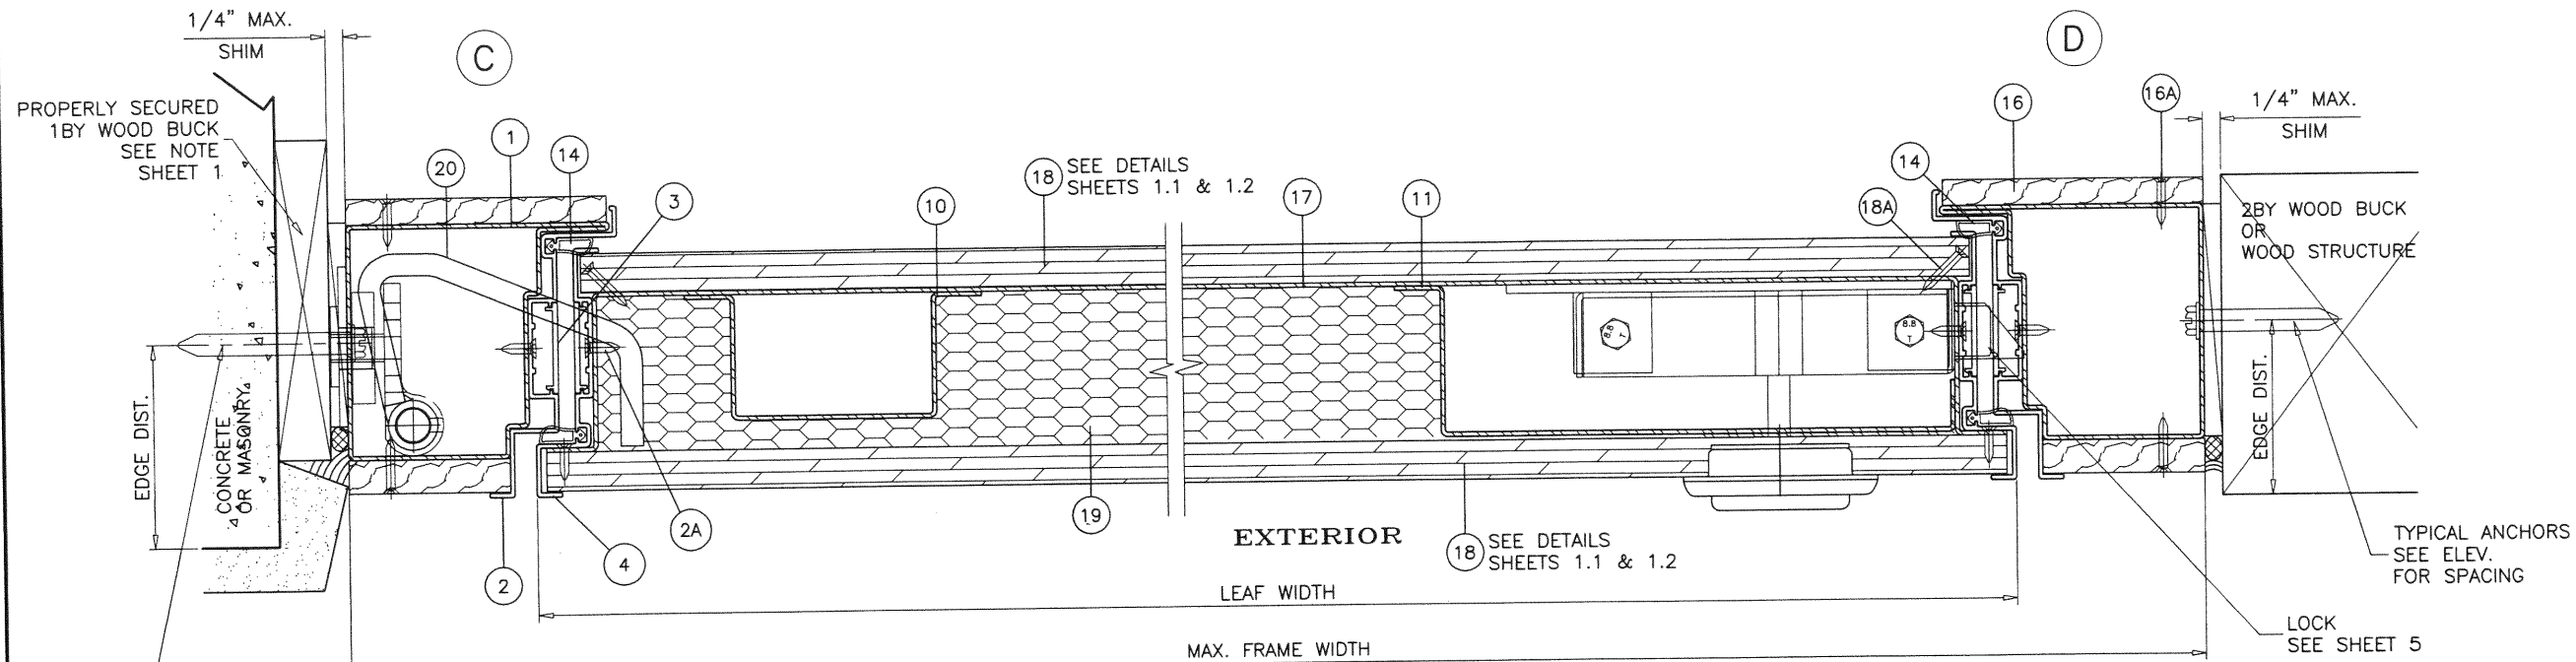 1/4" MAX.
SHIM
C
D
PROPERLY SECURED
1BY WOOD BUCK
SEE NOTE
SHEET 1
1
20
14
3
18
SEE DETAILS
SHEETS 1.1 & 1.2
10
17
11
14
18A
16
16A
1/4" MAX.
SHIM
2BY WOOD BUCK
OR
WOOD STRUCTURE
8.8
T
8.8
T
EDGE DIST.
CONCRETE
OR MASONRY
EDGE DIST.
2
4
2A
19
EXTERIOR
18
SEE DETAILS
SHEETS 1.1 & 1.2
TYPICAL ANCHORS
SEE ELEV.
FOR SPACING
LEAF WIDTH
LOCK
SEE SHEET 5
MAX. FRAME WIDTH